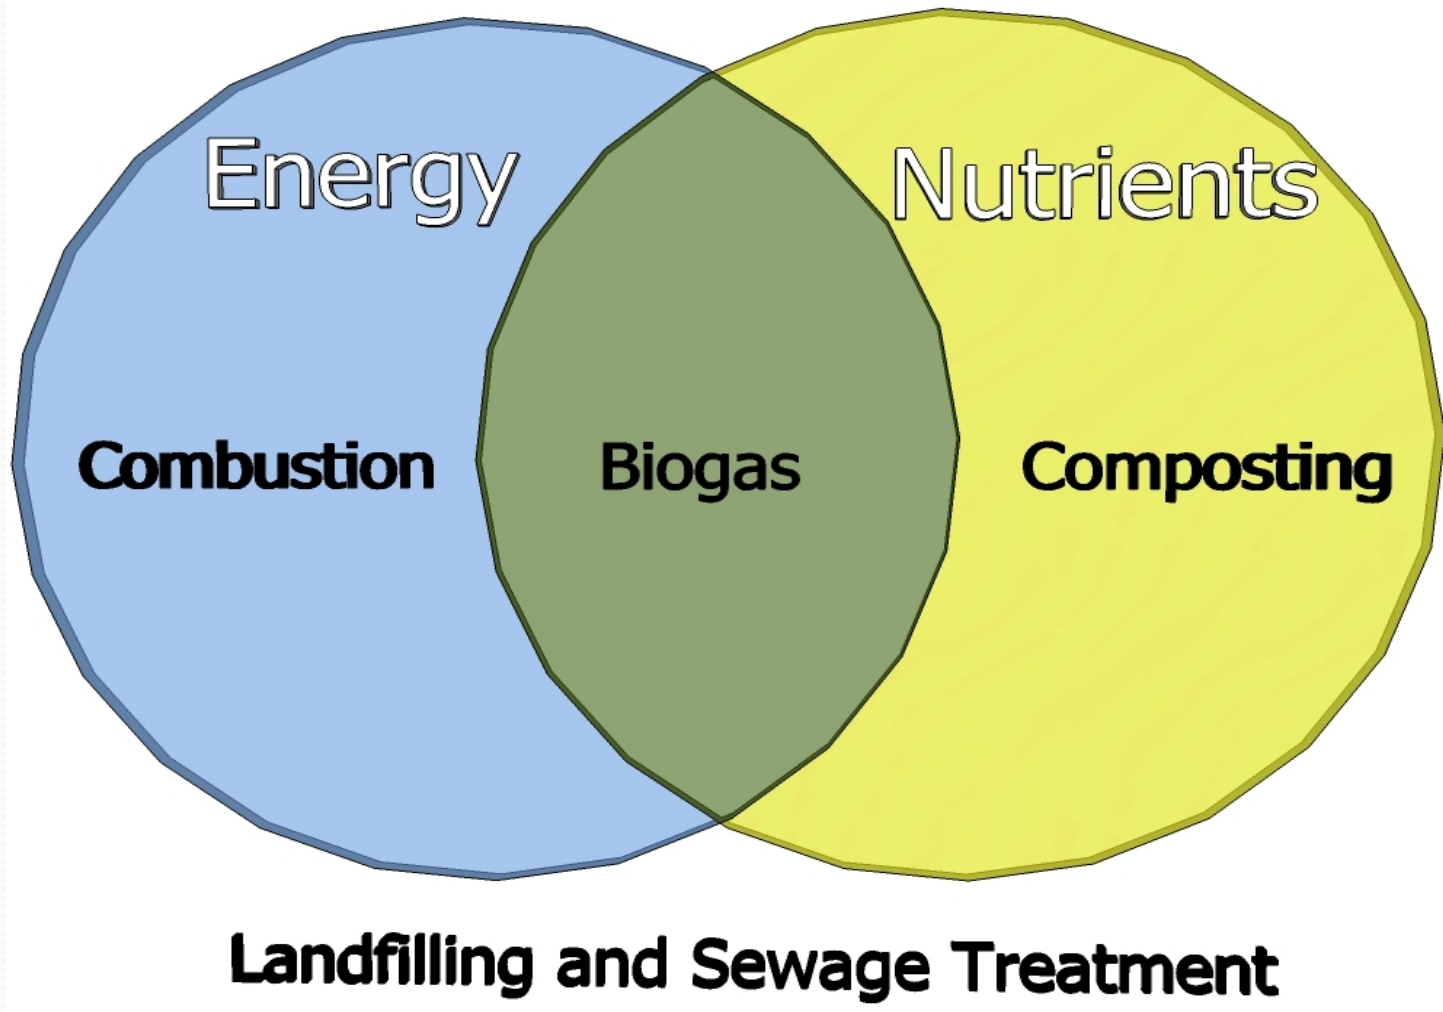 Energy
Nutrients
Combustion
Biogas
Composting
Landfilling and Sewage Treatment